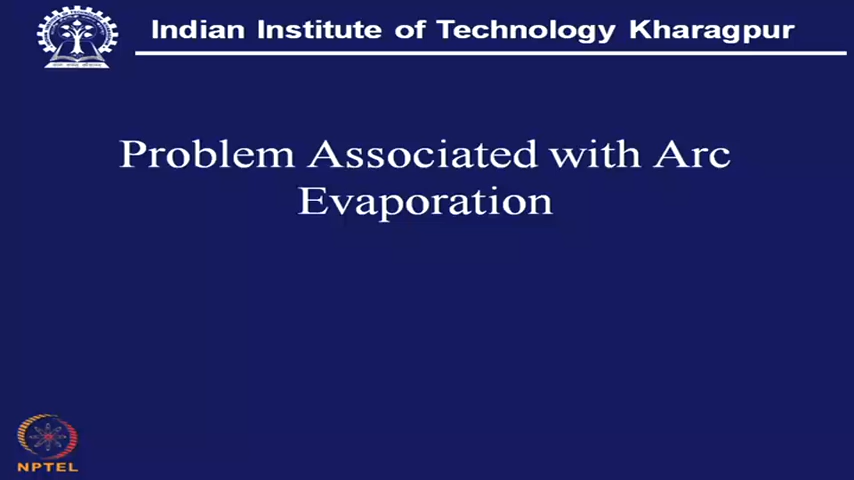 Indian Institute of Technology Kharagpur
Problem Associated with Arc
Evaporation
NPTEL